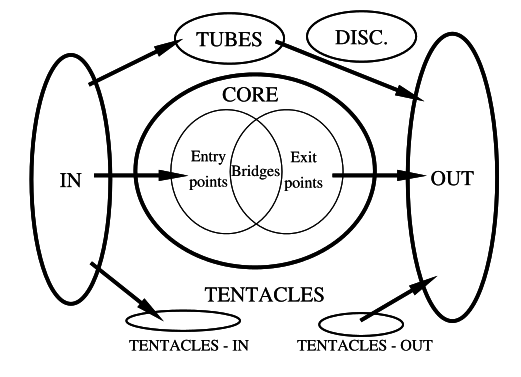 TUBES
DISC.
CORE
Entry
points
Bridges
Exit
points
IN
OUT
TENTACLES
TENTACLES - IN
TENTACLES - OUT